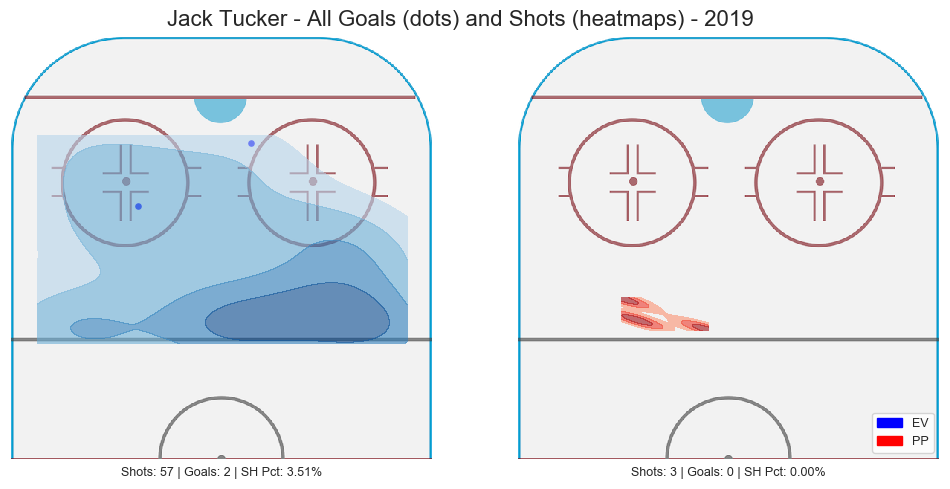 Jack Tucker - All Goals (dots) and Shots (heatmaps) - 2019
EV
PP
Shots: 57 | Goals: 2 | SH Pct: 3.51%
Shots: 3 | Goals: 0 | SH Pct: 0.00%